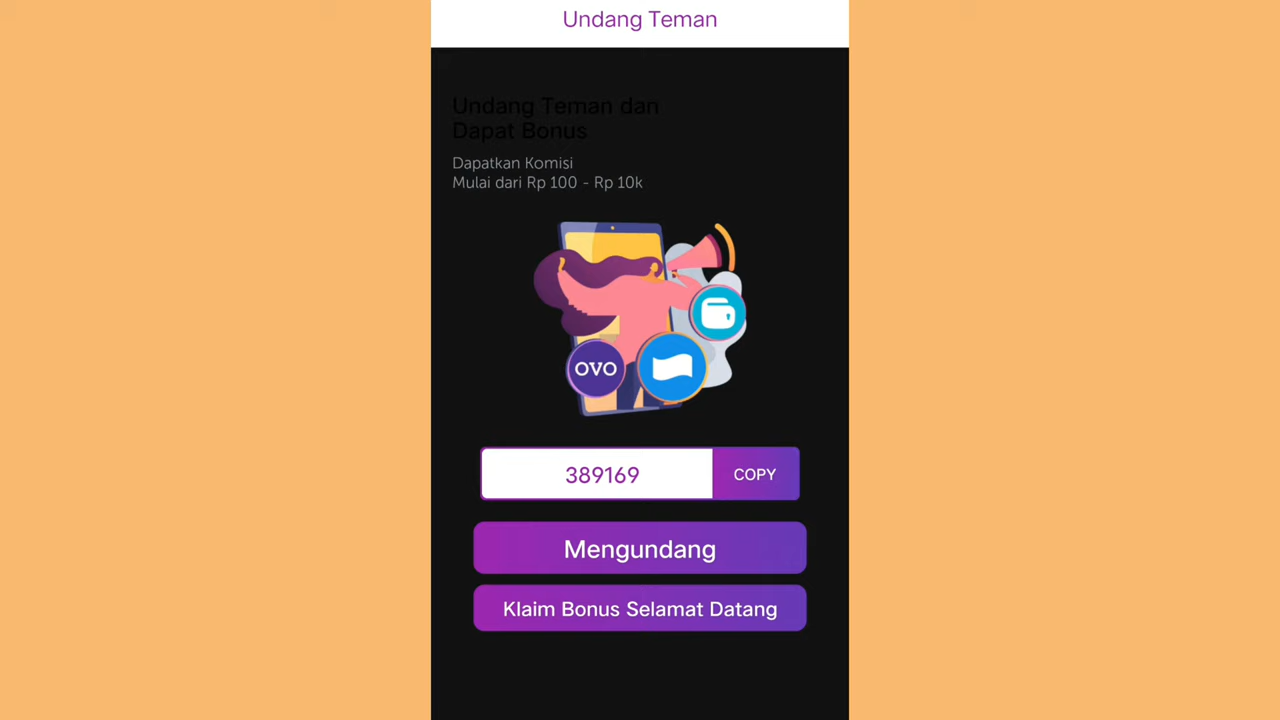 Undang Teman
Undang Teman dan
Dapat Bonus
Dapatkan Komisi
Mulai dari Rp 100 - Rp 10k
OVO
389169
COPY
Mengundang
Klaim Bonus Selamat Datang